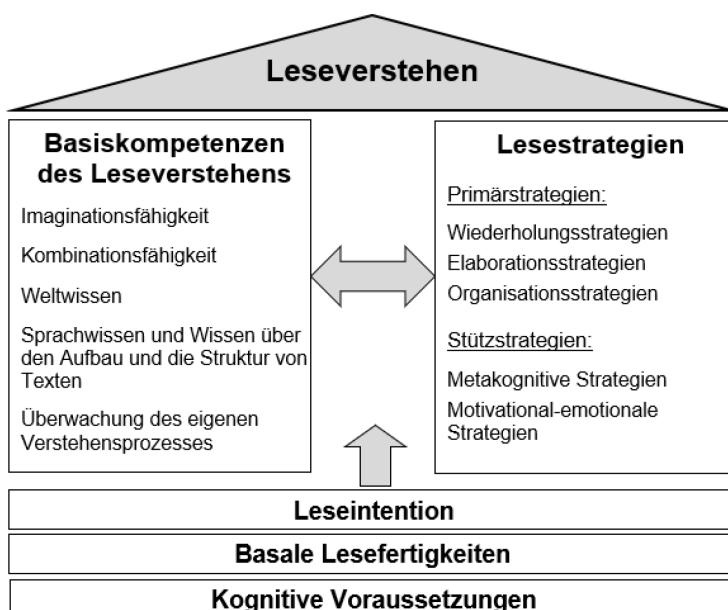 Leseverstehen
Basiskompetenzen
des Leseverstehens
Imaginationsfähigkeit
Kombinationsfähigkeit
Weltwissen
Sprachwissen und Wissen über
den Aufbau und die Struktur von
Texten
Überwachung des eigenen
Verstehensprozesses
Lesestrategien
Primärstrategien:
Wiederholungsstrategien
Elaborationsstrategien
Organisationsstrategien
Stützstrategien:
Metakognitive Strategien
Motivational-emotionale
Strategien
Leseintention
Basale Lesefertigkeiten
Kognitive Voraussetzungen